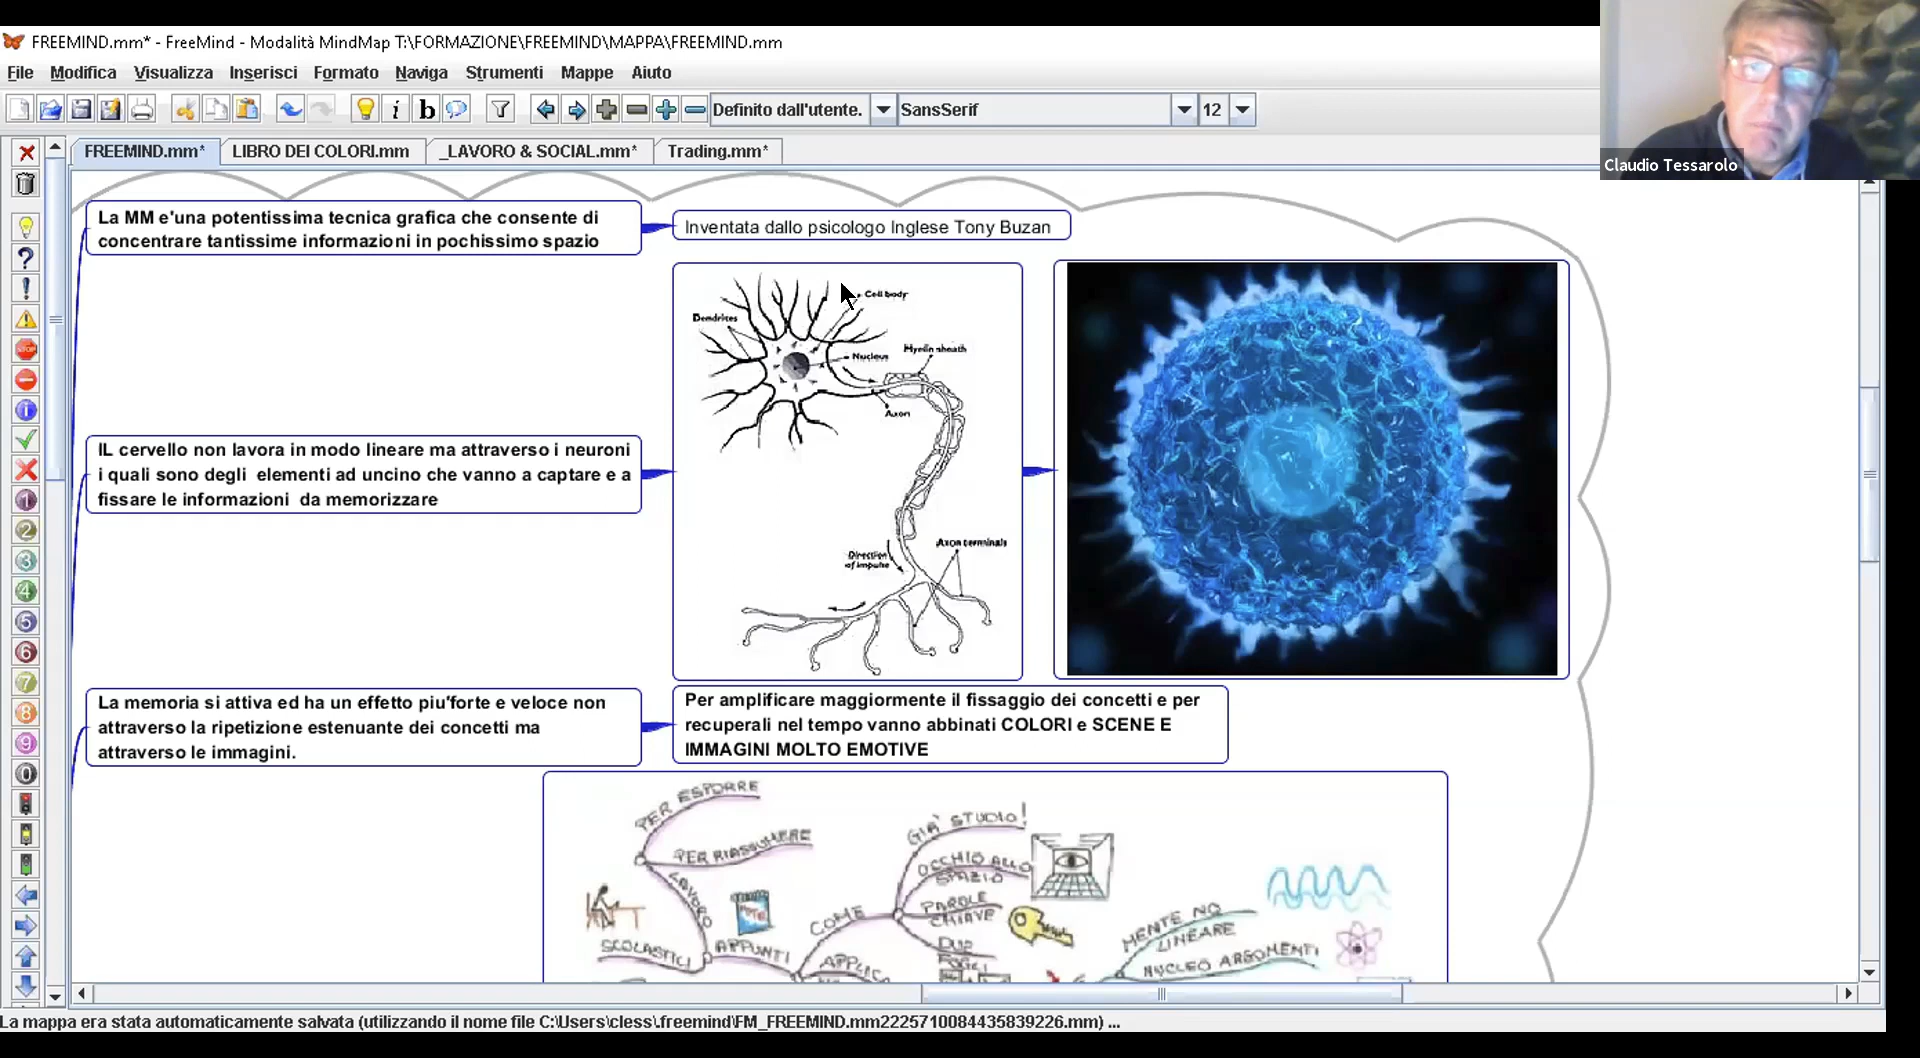 FREEMIND.mm* - FreeMind - Modalità MindMap T:\FORMAZIONE\FREEMIND\MAPPA\FREEMIND.mm
File Modifica Visualizza Inserisci Formato Naviga Strumenti Mappe Aiuto
Definito dall'utente. SansSerif 12
Claudio Tessarolo
FREEMIND.mm* LIBRO DEI COLORI.mm _LAVORO & SOCIAL.mm* Trading.mm*
La MM e'una potentissima tecnica grafica che consente di
concentrare tantissime informazioni in pochissimo spazio
Inventata dallo psicologo Inglese Tony Buzan
Cell body
Dendrites
Nucleus
Myelin sheath
Axon
Direction
of impulse
Axon terminals
IL cervello non lavora in modo lineare ma attraverso i neuroni
i quali sono degli elementi ad uncino che vanno a captare e a
fissare le informazioni da memorizzare
La memoria si attiva ed ha un effetto piu'forte e veloce non
attraverso la ripetizione estenuante dei concetti ma
attraverso le immagini.
Per amplificare maggiormente il fissaggio dei concetti e per
recuperali nel tempo vanno abbinati COLORI e SCENE E
IMMAGINI MOLTO EMOTIVE
PER ESPORRE
PER RIASSUMERE
LAVORO
SCOLASTICI
APPUNTI
COME
GIA' STUDIO!
OCCHIO ALLO
SPAZIO
PAROLE
CHIAVE
DUE
FOGLI
MENTE NO
LINEARE
NUCLEO ARGOMENTI
La mappa era stata automaticamente salvata (utilizzando il nome file C:\Users\cless\.freemind\FM_FREEMIND.mm2225710084435839226.mm) ...